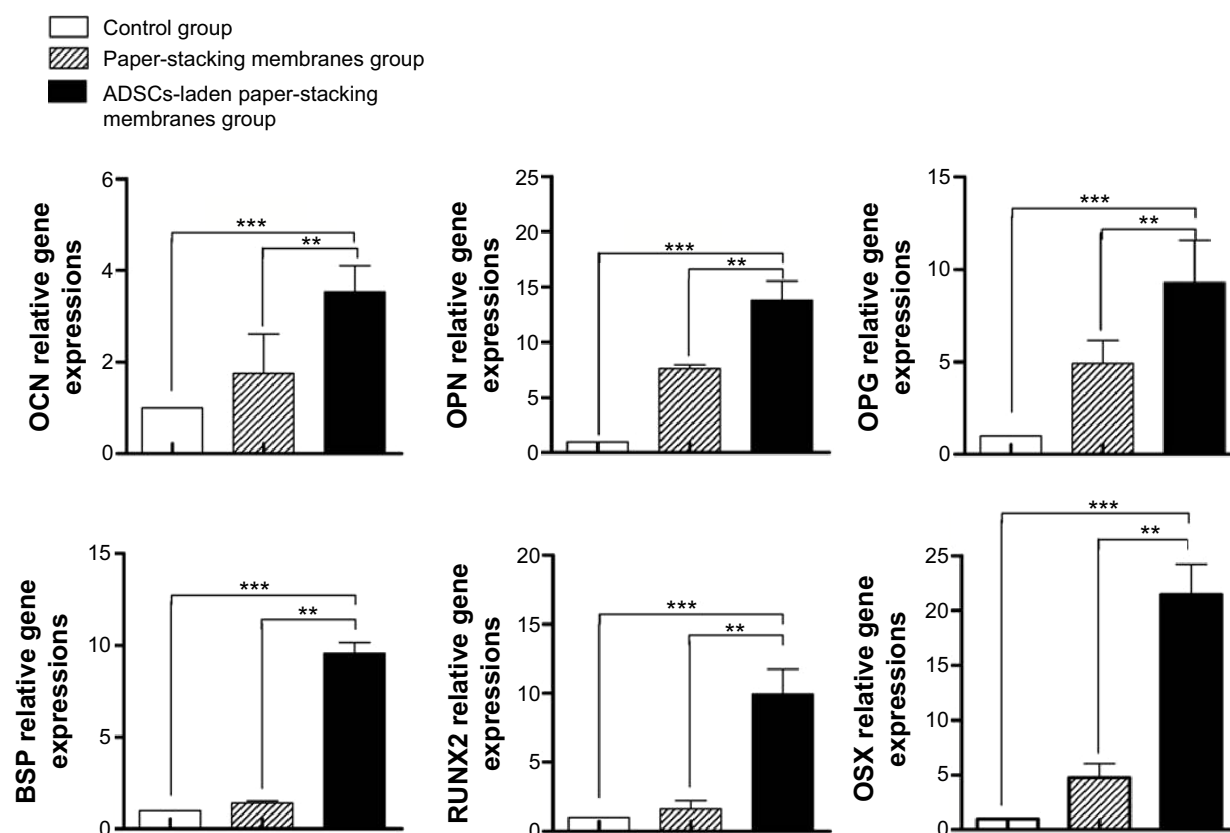 Control group
Paper-stacking membranes group
ADSCs-laden paper-stacking
membranes group
OCN relative gene
expressions
6
4
2
0
***
**
OPN relative gene
expressions
25
20
15
10
5
0
***
**
OPG relative gene
expressions
15
10
5
0
***
**
BSP relative gene
expressions
15
10
5
0
***
**
RUNX2 relative gene
expressions
20
15
10
5
0
***
**
OSX relative gene
expressions
25
20
15
10
5
0
***
**